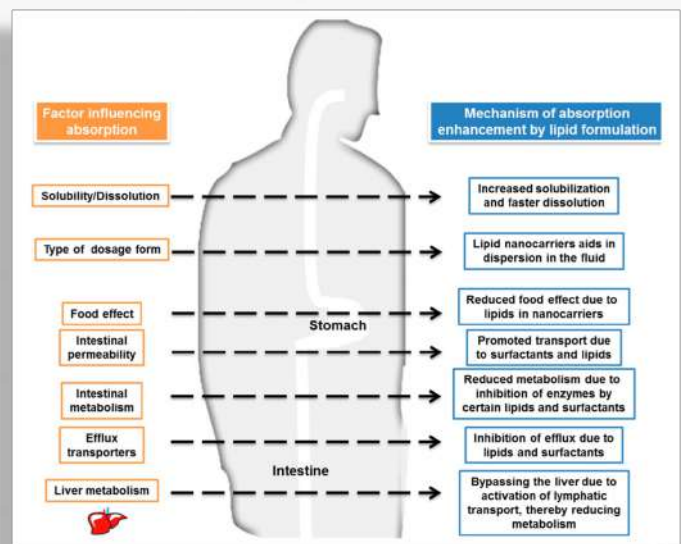 Factor influencing
absorption
Mechanism of absorption
enhancement by lipid formulation
Solubility/Dissolution
Increased solubilization
and faster dissolution
Type of dosage form
Lipid nanocarriers aids in
dispersion in the fluid
Food effect
Stomach
Reduced food effect due to
lipids in nanocarriers
Intestinal
permeability
Promoted transport due
to surfactants and lipids
Intestinal
metabolism
Reduced metabolism due to
inhibition of enzymes by
certain lipids and surfactants
Efflux
transporters
Inhibition of efflux due to
lipids and surfactants
Intestine
Liver metabolism
Bypassing the liver due to
activation of lymphatic
transport, thereby reducing
metabolism